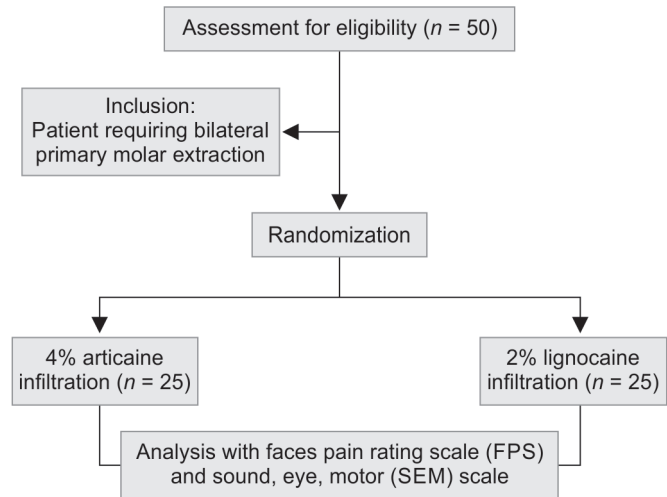 Assessment for eligibility (n = 50)
Inclusion:
Patient requiring bilateral
primary molar extraction
Randomization
4% articaine
infiltration (n = 25)
2% lignocaine
infiltration (n = 25)
Analysis with faces pain rating scale (FPS)
and sound, eye, motor (SEM) scale